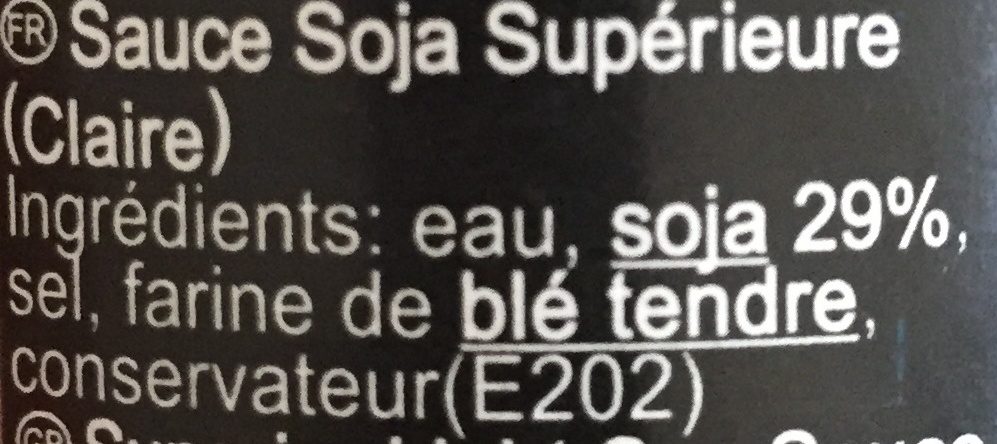 FR Sauce Soja Supérieure
(Claire)
Ingrédients: eau, soja 29%,
sel, farine de blé tendre,
conservateur(E202)